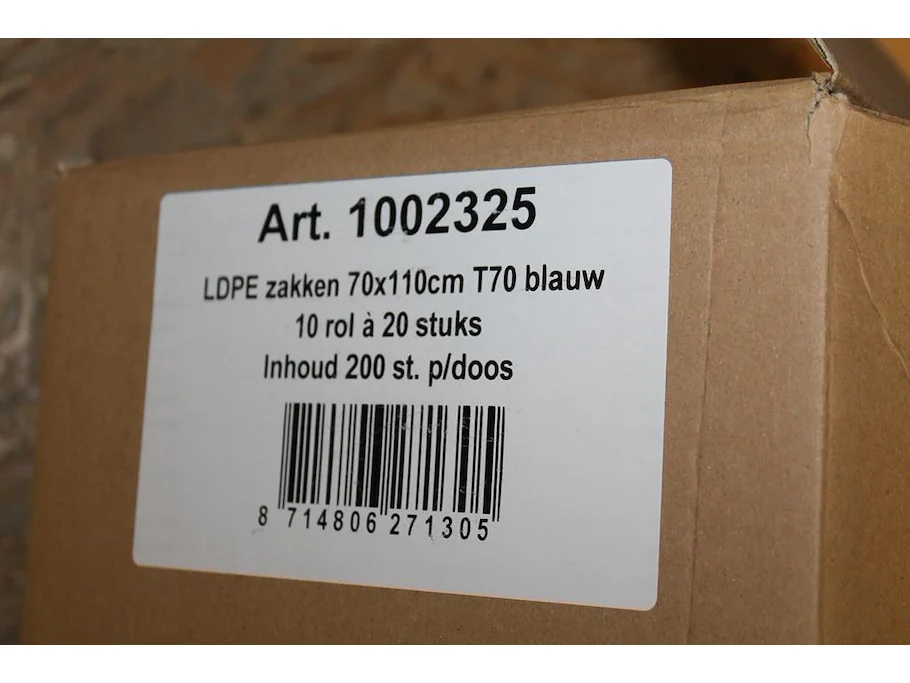 Art. 1002325
LDPE zakken 70x110cm T70 blauw
10 rol à 20 stuks
Inhoud 200 st. p/doos
8 714806 271305